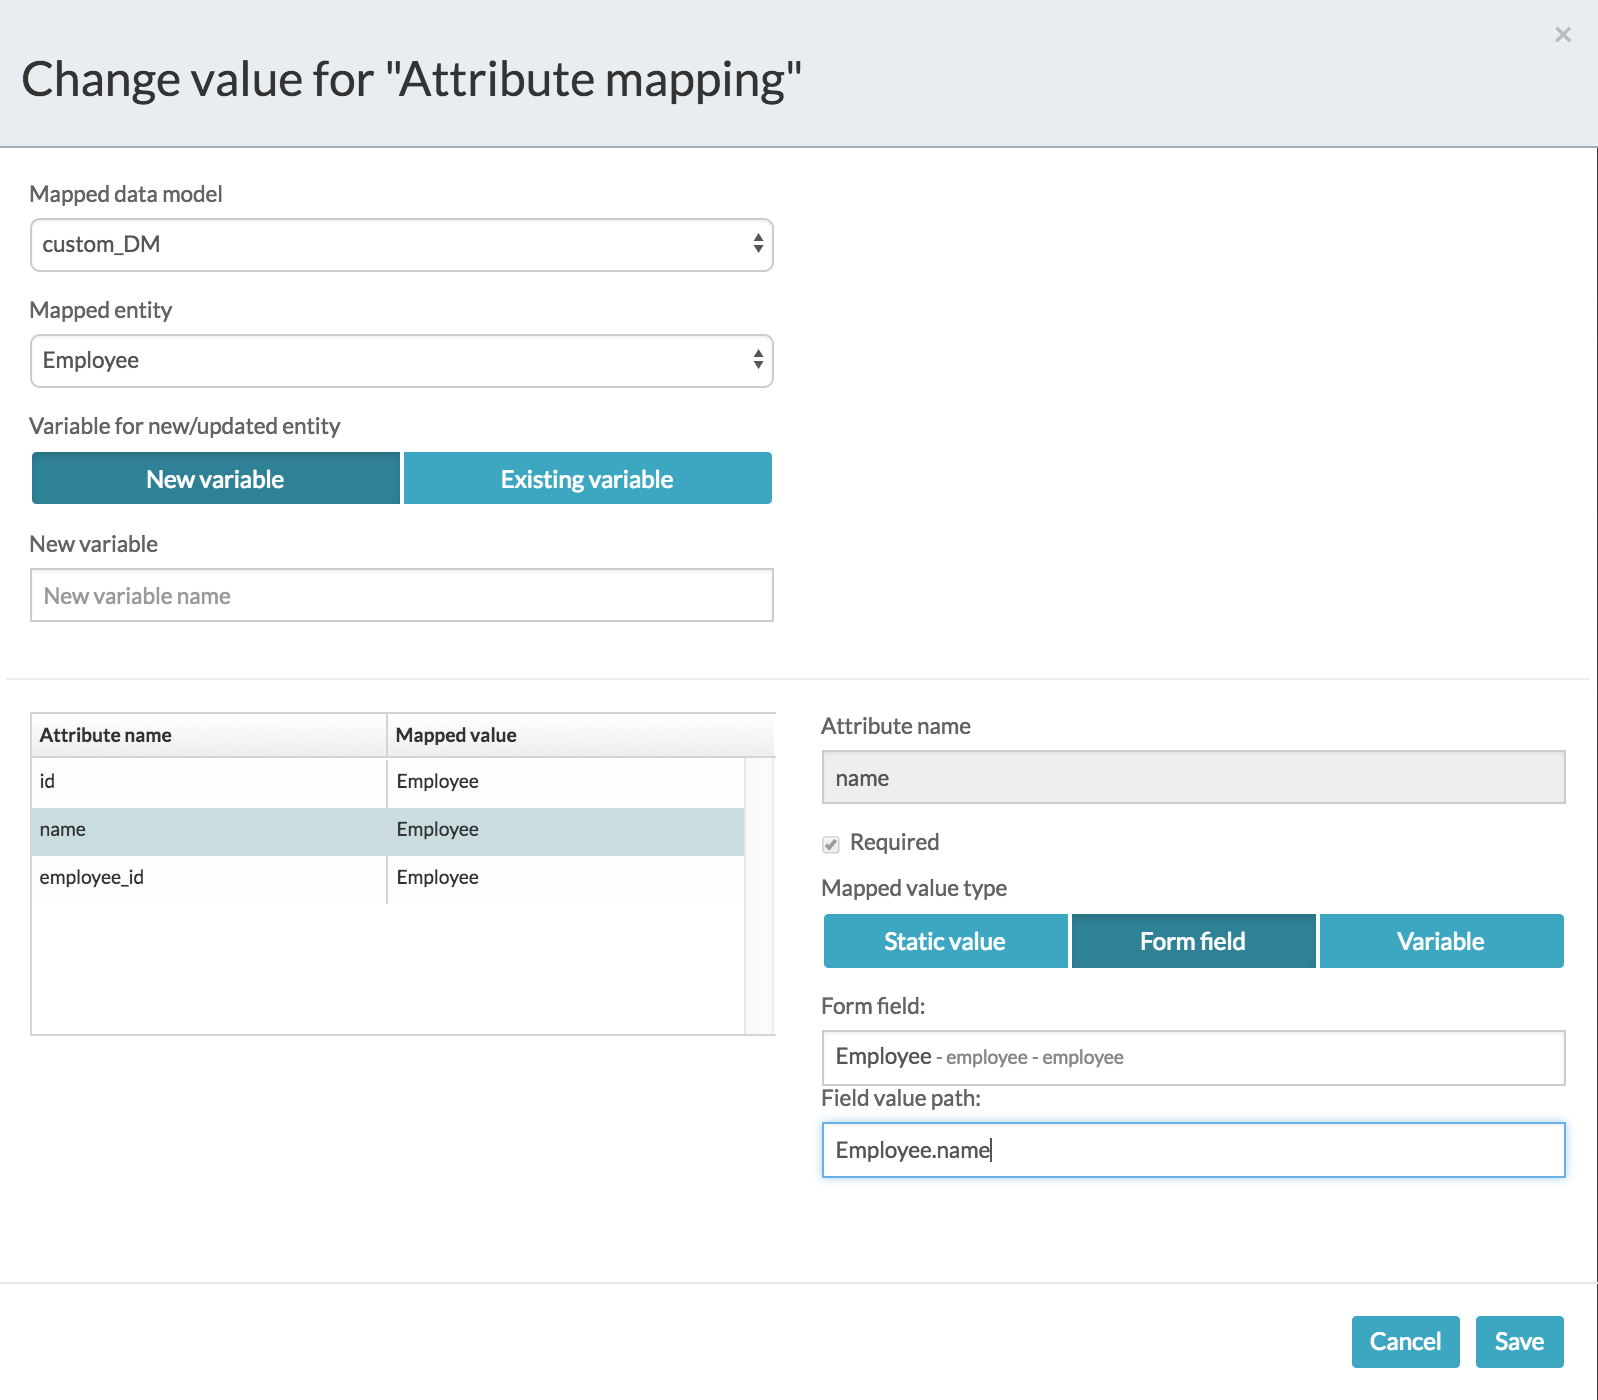 ×
Change value for "Attribute mapping"
Mapped data model
custom_DM
Mapped entity
Employee
Variable for new/updated entity
New variable Existing variable
New variable
New variable name
Attribute name Mapped value
id Employee
name Employee
employee_id Employee
Attribute name
name
Required
Mapped value type
Static value Form field Variable
Form field:
Employee - employee - employee
Field value path:
Employee.name
Cancel Save